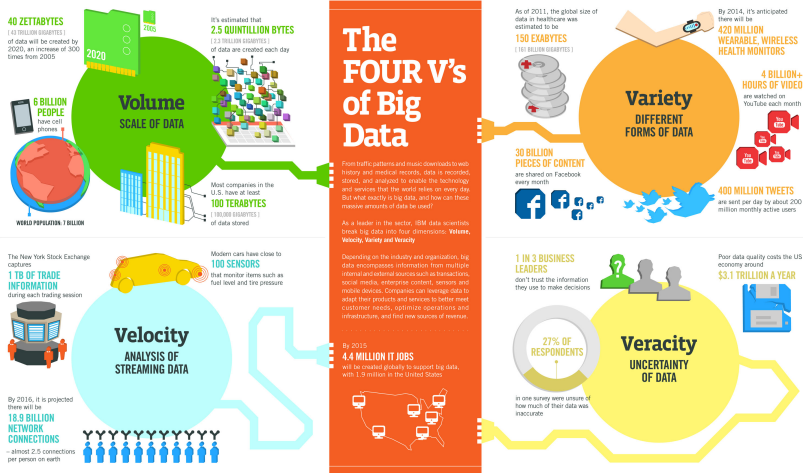 40 ZETTABYTES
[ 43 TRILLION GIGABYTES ]
of data will be created by
2020, an increase of 300
times from 2005
2005
2020
It's estimated that
2.5 QUINTILLION BYTES
[ 2.3 TRILLION GIGABYTES ]
of data are created each day
6 BILLION
PEOPLE
have cell
phones
Volume
SCALE OF DATA
WORLD POPULATION: 7 BILLION
Most companies in the
U.S. have at least
100 TERABYTES
[ 100,000 GIGABYTES ]
of data stored
The New York Stock Exchange
captures
1 TB OF TRADE
INFORMATION
during each trading session
Modern cars have close to
100 SENSORS
that monitor items such as
fuel level and tire pressure
Velocity
ANALYSIS OF
STREAMING DATA
By 2016, it is projected
there will be
18.9 BILLION
NETWORK
CONNECTIONS
– almost 2.5 connections
per person on earth
The
FOUR V's
of Big
Data
From traffic patterns and music downloads to web
history and medical records, data is recorded,
stored, and analyzed to enable the technology
and services that the world relies on every day.
But what exactly is big data, and how can these
massive amounts of data be used?
As a leader in the sector, IBM data scientists
break big data into four dimensions: Volume,
Velocity, Variety and Veracity
Depending on the industry and organization, big
data encompasses information from multiple
internal and external sources such as transactions,
social media, enterprise content, sensors and
mobile devices. Companies can leverage data to
adapt their products and services to better meet
customer needs, optimize operations and
infrastructure, and find new sources of revenue.
By 2015
4.4 MILLION IT JOBS
will be created globally to support big data,
with 1.9 million in the United States
As of 2011, the global size of
data in healthcare was
estimated to be
150 EXABYTES
[ 161 BILLION GIGABYTES ]
By 2014, it's anticipated
there will be
420 MILLION
WEARABLE, WIRELESS
HEALTH MONITORS
4 BILLION+
HOURS OF VIDEO
are watched on
YouTube each month
You
Tube
You
Tube
You
Tube
You
Tube
Variety
DIFFERENT
FORMS OF DATA
30 BILLION
PIECES OF CONTENT
are shared on Facebook
every month
f
f
f
f
f
f
400 MILLION TWEETS
are sent per day by about 200
million monthly active users
1 IN 3 BUSINESS
LEADERS
don't trust the information
they use to make decisions
?
Poor data quality costs the US
economy around
$3.1 TRILLION A YEAR
27% OF
RESPONDENTS
in one survey were unsure of
how much of their data was
inaccurate
Veracity
UNCERTAINTY
OF DATA